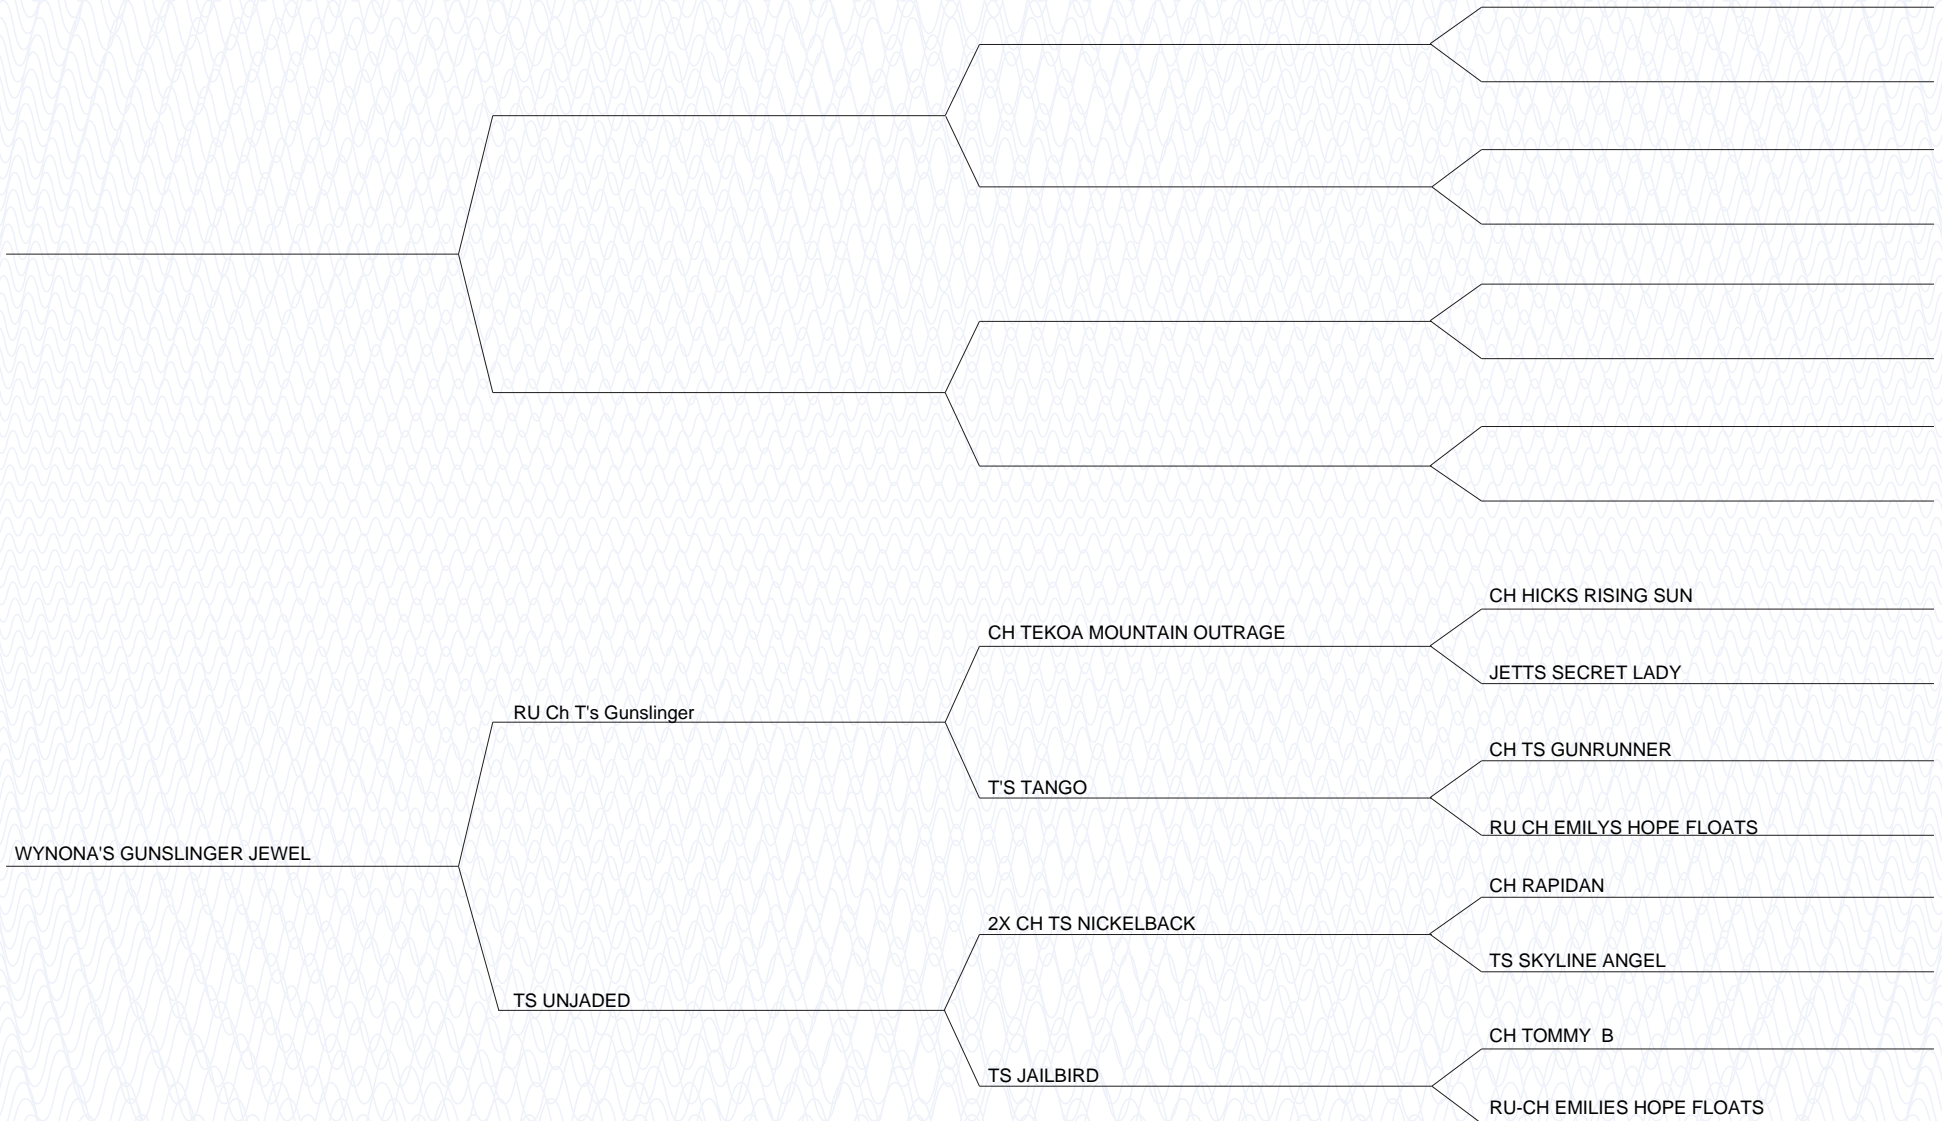 CH HICKS RISING SUN
CH TEKOA MOUNTAIN OUTRAGE
JETTS SECRET LADY
RU Ch T's Gunslinger
CH TS GUNRUNNER
T'S TANGO
RU CH EMILYS HOPE FLOATS
WYNONA'S GUNSLINGER JEWEL
CH RAPIDAN
2X CH TS NICKELBACK
TS SKYLINE ANGEL
TS UNJADED
CH TOMMY  B
TS JAILBIRD
RU-CH EMILIES HOPE FLOATS